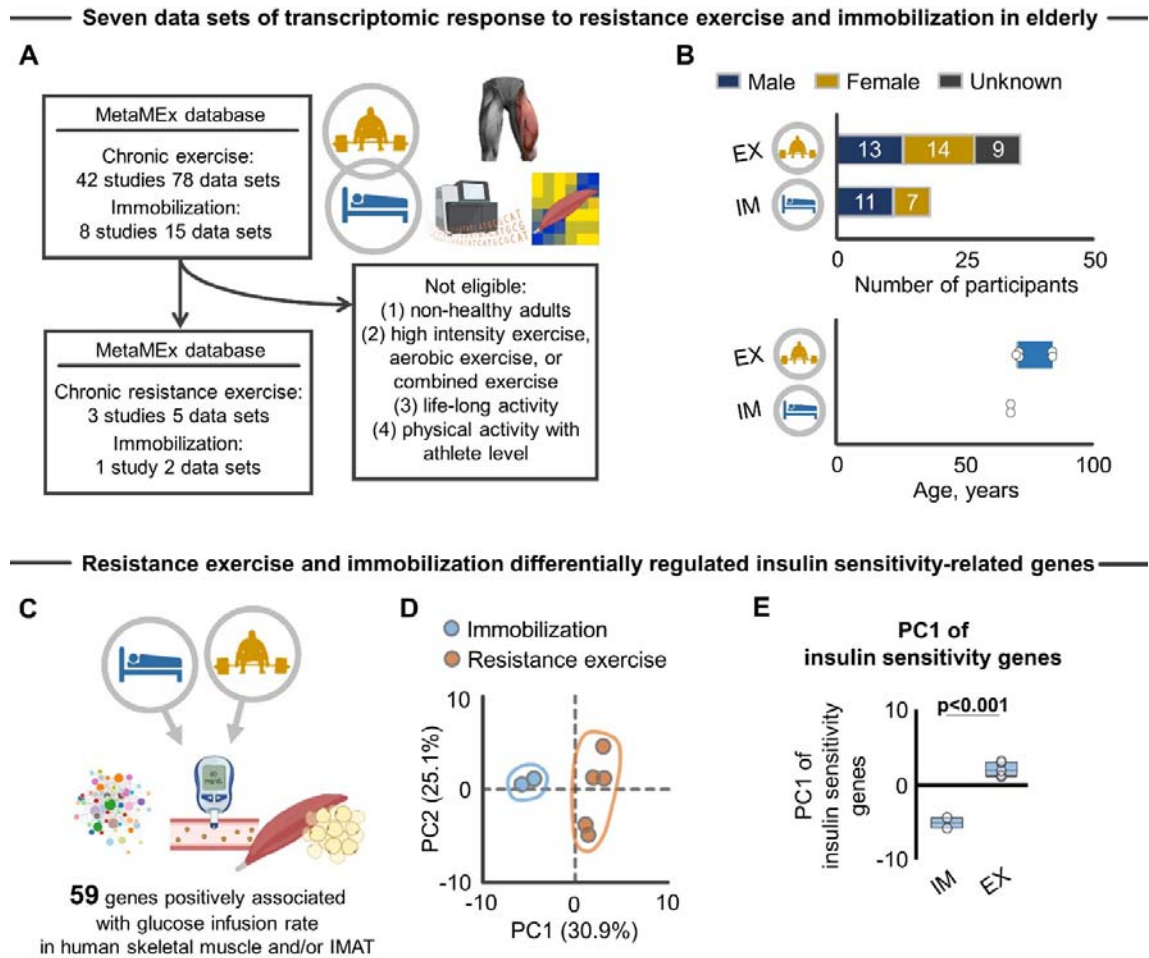 Seven data sets of transcriptomic response to resistance exercise and immobilization in elderly
A
MetaMEx database
Chronic exercise:
42 studies 78 data sets
Immobilization:
8 studies 15 data sets
MetaMEx database
Chronic resistance exercise:
3 studies 5 data sets
Immobilization:
1 study 2 data sets
Not eligible:
(1) non-healthy adults
(2) high intensity exercise,
aerobic exercise, or
combined exercise
(3) life-long activity
(4) physical activity with
athlete level
B
Male Female Unknown
EX 13 14 9
IM 11 7
0 25 50
Number of participants
EX
IM
0 50 100
Age, years
Resistance exercise and immobilization differentially regulated insulin sensitivity-related genes
C
59 genes positively associated
with glucose infusion rate
in human skeletal muscle and/or IMAT
D
Immobilization
Resistance exercise
PC2 (25.1%)
10
0
-10
-10 0 10
PC1 (30.9%)
E
PC1 of
insulin sensitivity genes
p<0.001
PC1 of
insulin sensitivity
genes
10
0
-10
IM EX